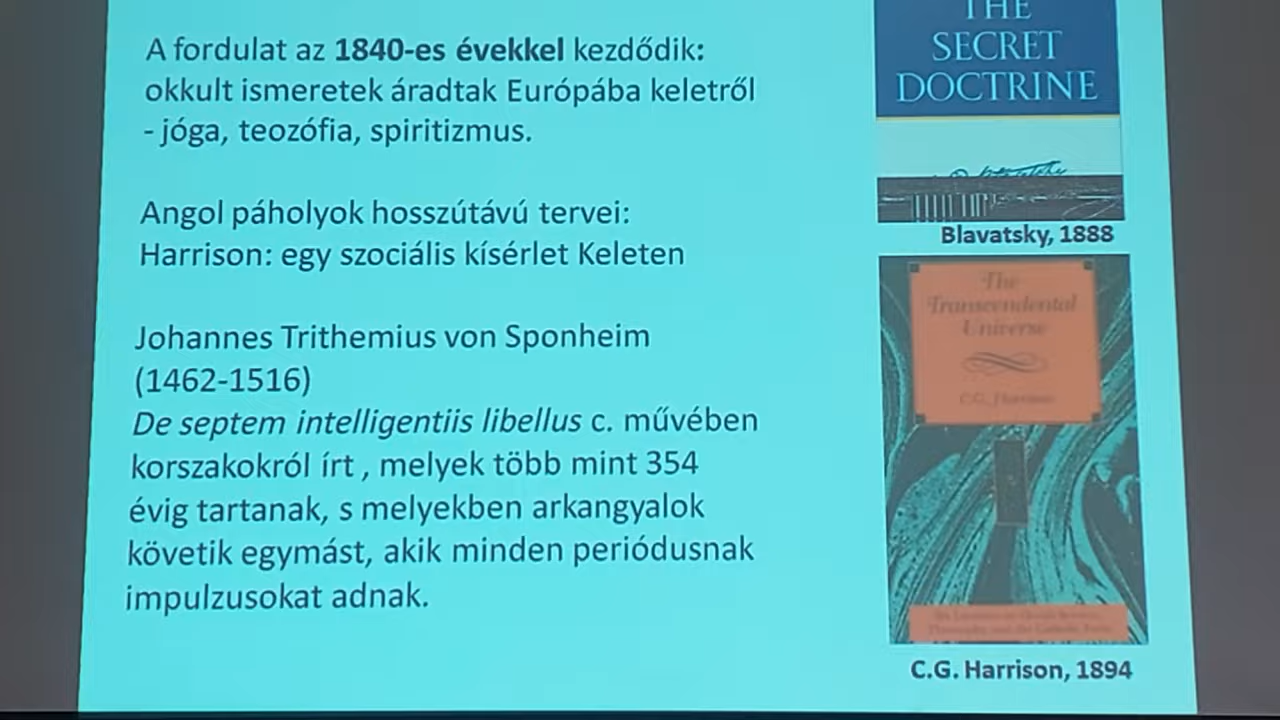 A fordulat az 1840-es évekkel kezdődik:
okkult ismeretek áradtak Európába keletről
- jóga, teozófia, spiritizmus.
Angol páholyok hosszútávú tervei:
Harrison: egy szociális kísérlet Keleten
Johannes Trithemius von Sponheim
(1462-1516)
De septem intelligentiis libellus c. művében
korszakokról írt , melyek több mint 354
évig tartanak, s melyekben arkangyalok
követik egymást, akik minden periódusnak
impulzusokat adnak.
THE
SECRET
DOCTRINE
Blavatsky, 1888
The
Transcendental
Universe
C.G. Harrison
C.G. Harrison, 1894